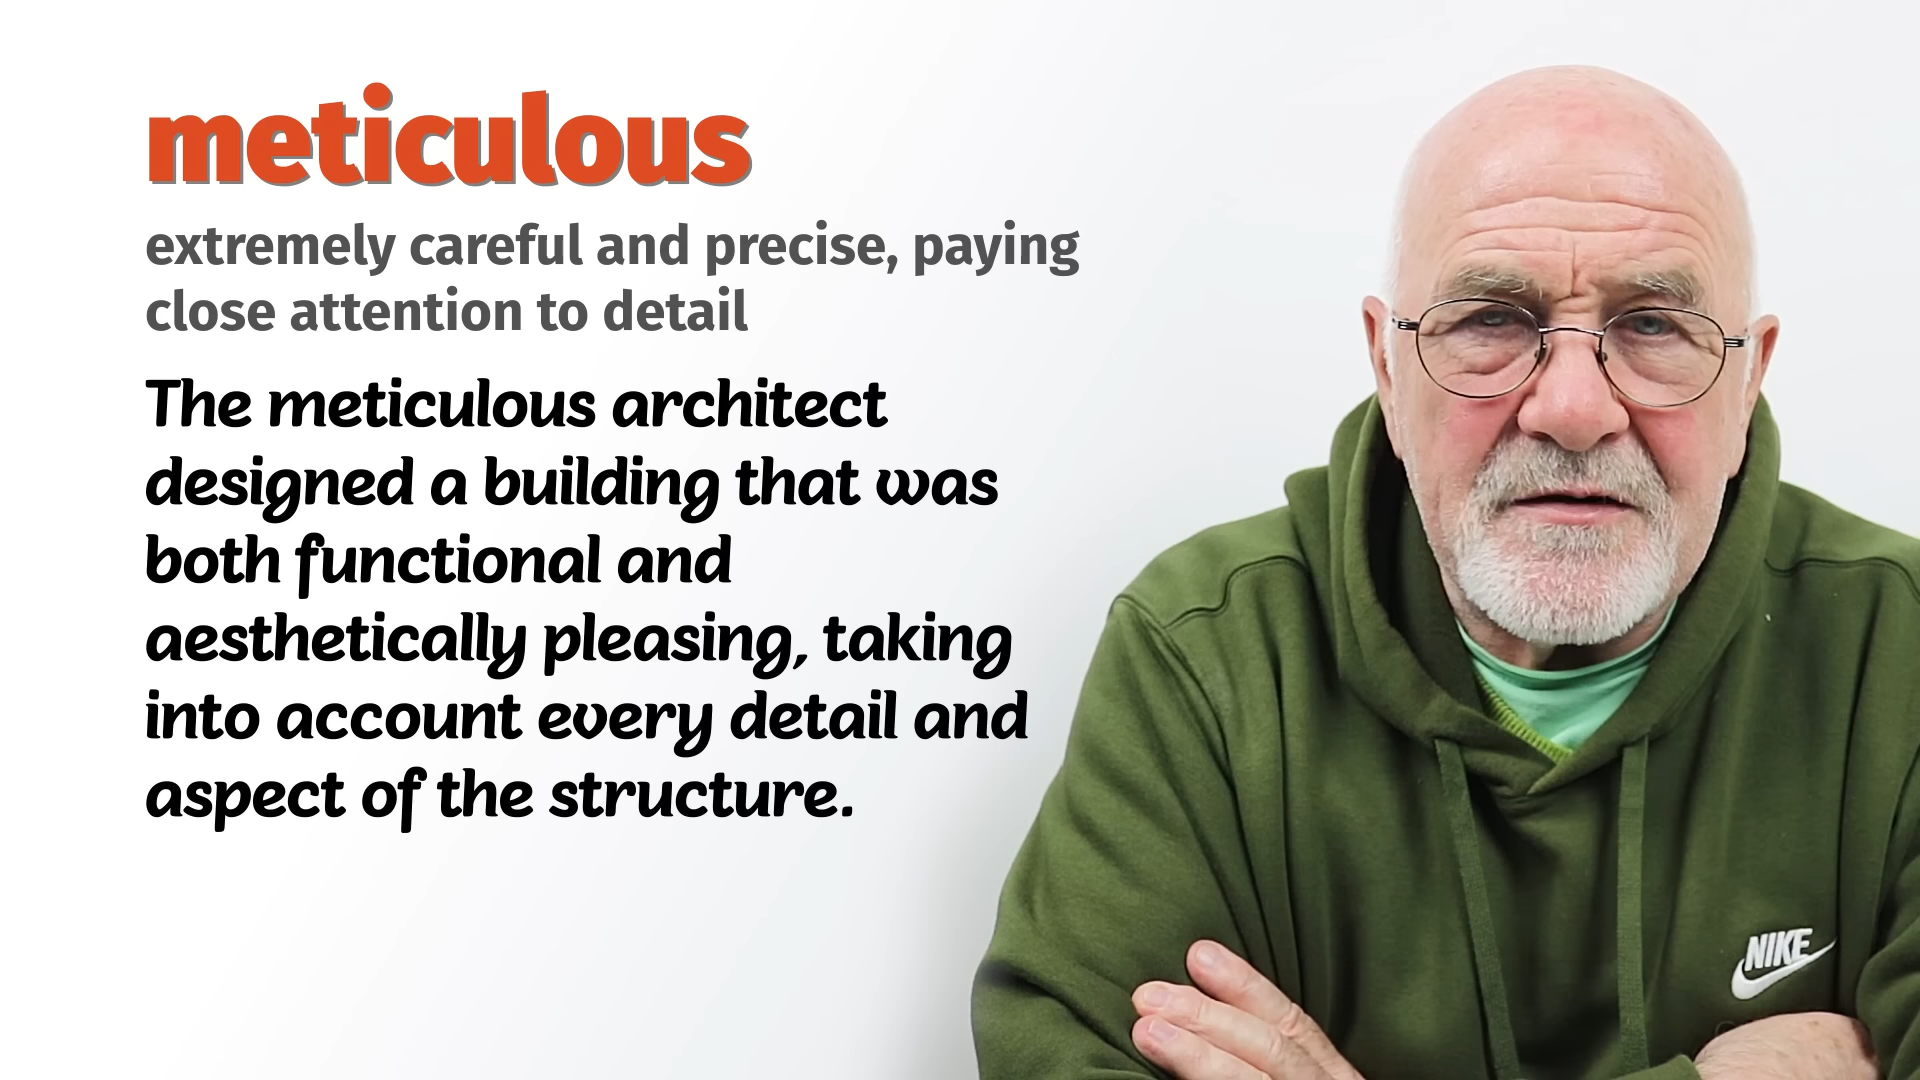 meticulous
extremely careful and precise, paying
close attention to detail
The meticulous architect
designed a building that was
both functional and
aesthetically pleasing, taking
into account every detail and
aspect of the structure.
NIKE